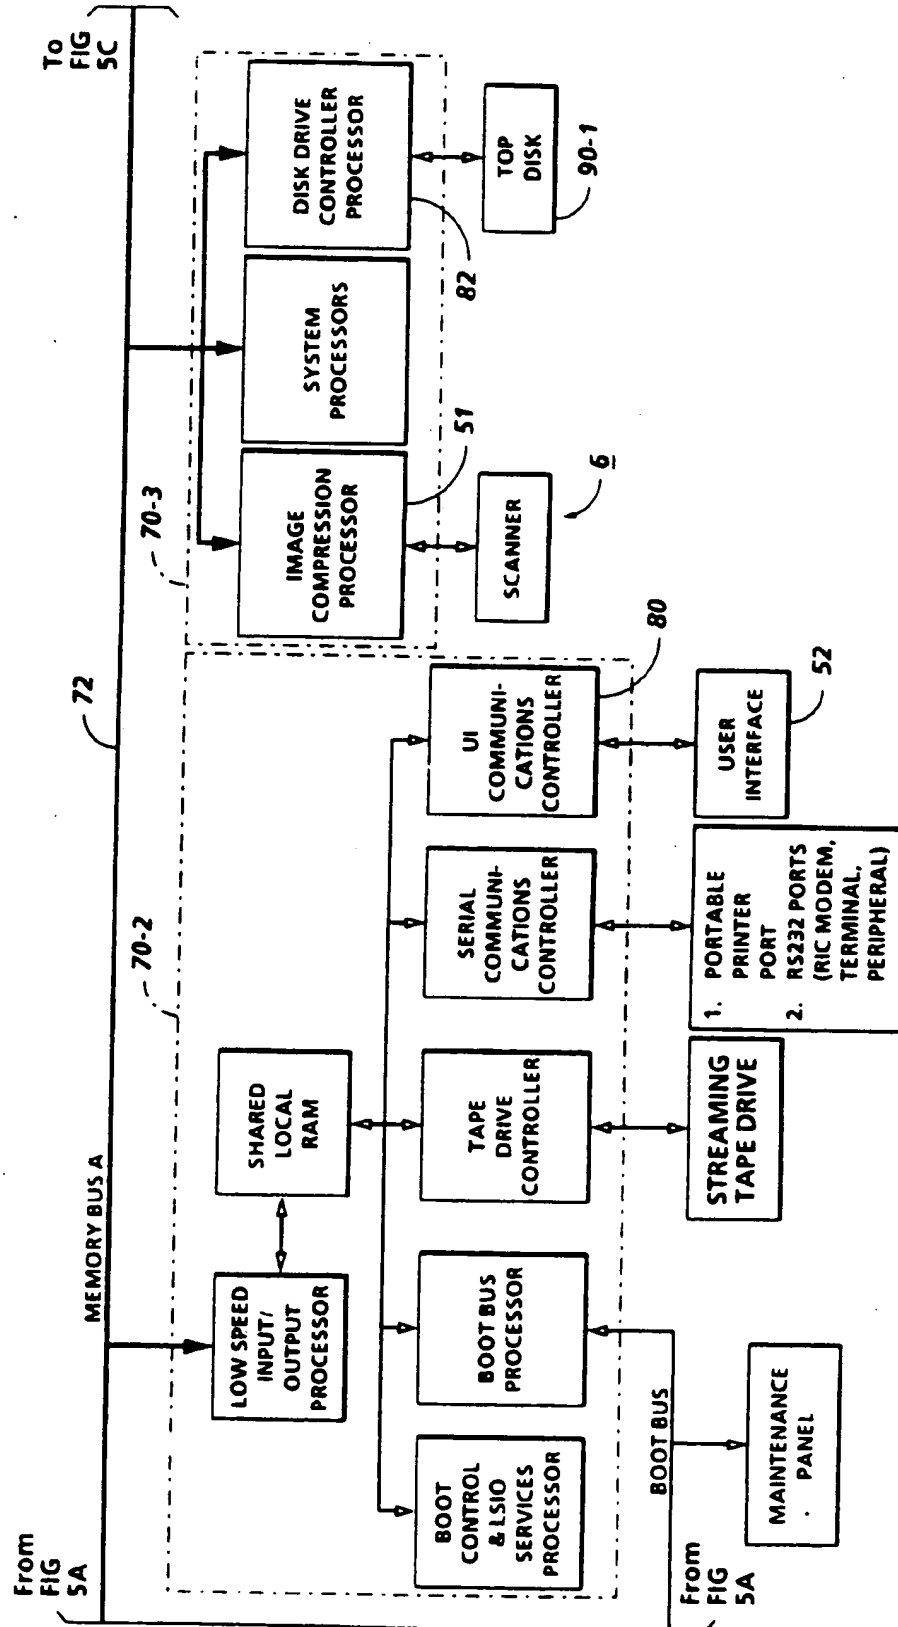 From
FIG
5A
MEMORY BUS A
72
To
FIG
5C
70-2
70-3
LOW SPEED
INPUT/
OUTPUT
PROCESSOR
SHARED
LOCAL
RAM
BOOT
CONTROL
& LSIO
SERVICES
PROCESSOR
BOOT BUS
PROCESSOR
TAPE
DRIVE
CONTROLLER
SERIAL
COMMUNI-
CATIONS
CONTROLLER
UI
COMMUNI-
CATIONS
CONTROLLER
80
IMAGE
COMPRESSION
PROCESSOR
51
SYSTEM
PROCESSORS
DISK DRIVE
CONTROLLER
PROCESSOR
82
SCANNER
6
TOP
DISK
90-1
BOOT BUS
From
FIG
5A
MAINTENANCE
PANEL
STREAMING
TAPE DRIVE
1. PORTABLE
PRINTER
PORT
2. RS232 PORTS
(RIC MODEM,
TERMINAL,
PERIPHERAL)
USER
INTERFACE
52